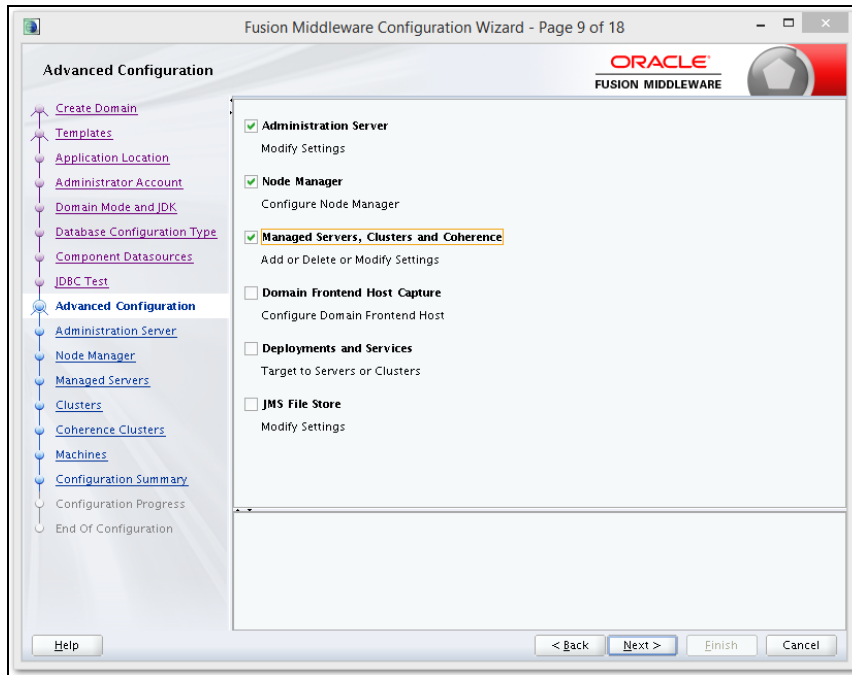 Fusion Middleware Configuration Wizard - Page 9 of 18
Advanced Configuration
ORACLE
FUSION MIDDLEWARE
Create Domain
Templates
Application Location
Administrator Account
Domain Mode and JDK
Database Configuration Type
Component Datasources
JDBC Test
Advanced Configuration
Administration Server
Node Manager
Managed Servers
Clusters
Coherence Clusters
Machines
Configuration Summary
Configuration Progress
End Of Configuration
Administration Server
Modify Settings
Node Manager
Configure Node Manager
Managed Servers, Clusters and Coherence
Add or Delete or Modify Settings
Domain Frontend Host Capture
Configure Domain Frontend Host
Deployments and Services
Target to Servers or Clusters
JMS File Store
Modify Settings
Help
< Back
Next >
Finish
Cancel